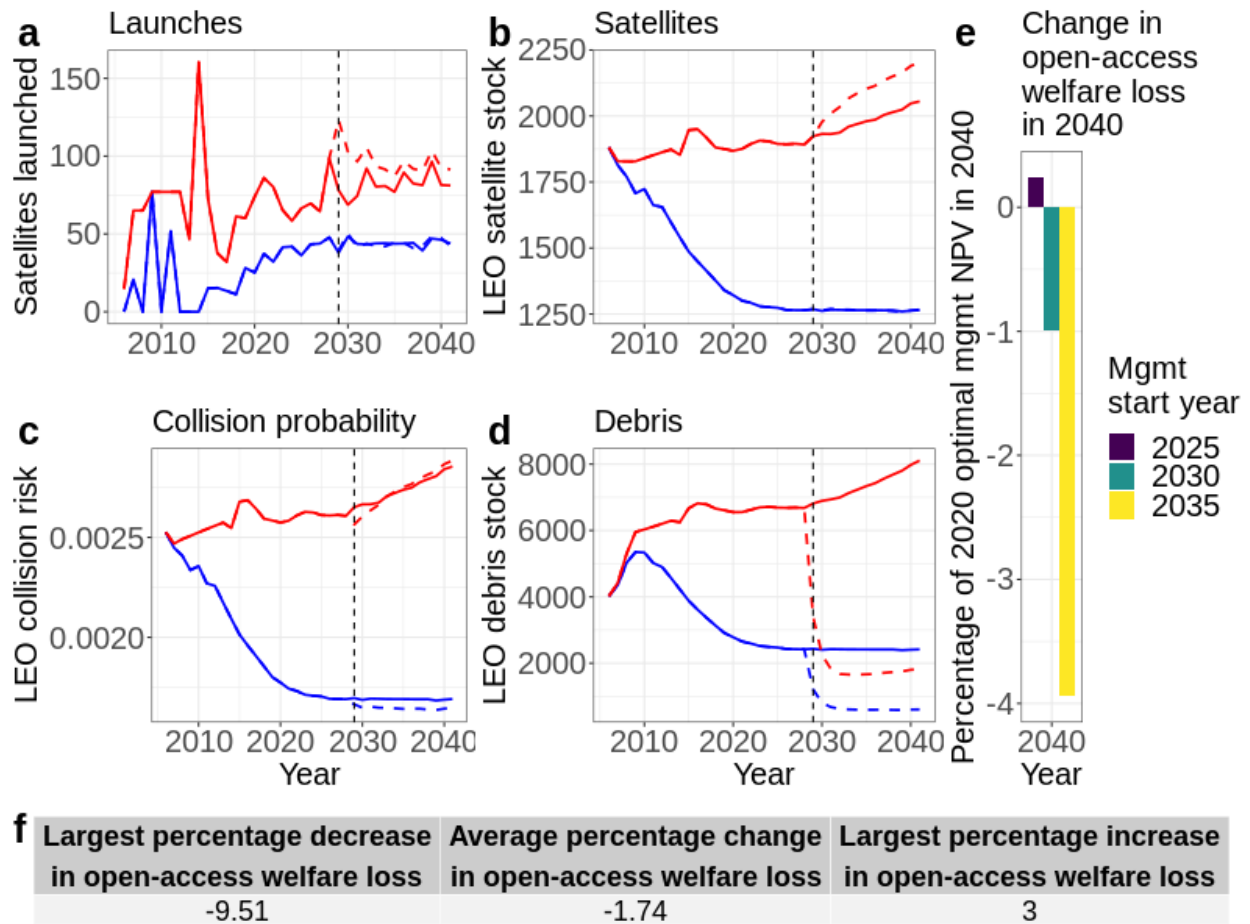 a Launches
Satellites launched
150
100
50
0
2010 2020 2030 2040
b Satellites
LEO satellite stock
2250
2000
1750
1500
1250
2010 2020 2030 2040
c Collision probability
LEO collision risk
0.0025
0.0020
2010 2020 2030 2040
Year
d Debris
LEO debris stock
8000
6000
4000
2000
2010 2020 2030 2040
Year
e Change in
open-access
welfare loss
in 2040
Percentage of 2020 optimal mgmt NPV in 2040
0
-1
-2
-3
-4
2040
Year
Mgmt
start year
2025
2030
2035
f Largest percentage decrease Average percentage change Largest percentage increase
in open-access welfare loss in open-access welfare loss in open-access welfare loss
-9.51 -1.74 3